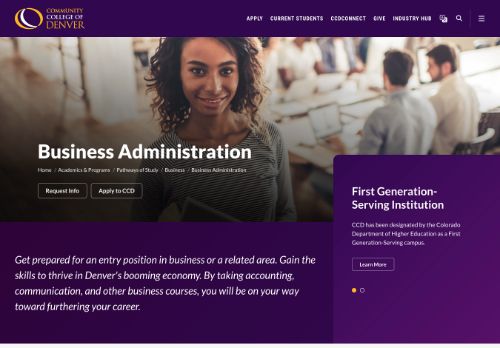 COMMUNITY
COLLEGE OF
DENVER
APPLY CURRENT STUDENTS CCDCONNECT GIVE INDUSTRY HUB
Business Administration
Home / Academics & Programs / Pathways of Study / Business / Business Administration
Request Info Apply to CCD
First Generation-
Serving Institution
CCD has been designated by the Colorado
Department of Higher Education as a First
Generation-Serving campus.
Learn More
Get prepared for an entry position in business or a related area. Gain the
skills to thrive in Denver's booming economy. By taking accounting,
communication, and other business courses, you will be on your way
toward furthering your career.